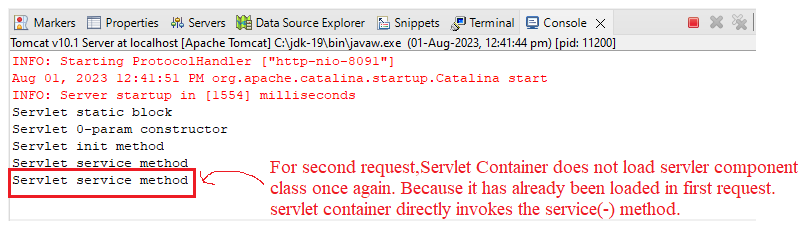 Markers Properties Servers Data Source Explorer Snippets Terminal Console
Tomcat v10.1 Server at localhost [Apache Tomcat] C:\jdk-19\bin\javaw.exe (01-Aug-2023, 12:41:44 pm) [pid: 11200]
INFO: Starting ProtocolHandler ["http-nio-8091"]
Aug 01, 2023 12:41:51 PM org.apache.catalina.startup.Catalina start
INFO: Server startup in [1554] milliseconds
Servlet static block
Servlet 0-param constructor
Servlet init method
Servlet service method
Servlet service method
For second request,Servlet Container does not load servler component
class once again. Because it has already been loaded in first request.
servlet container directly invokes the service(-) method.